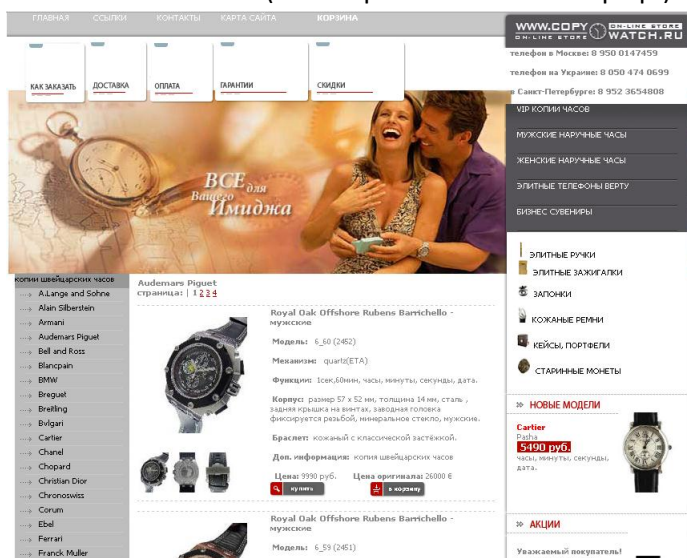 ГЛАВНАЯ ССЫЛКИ КОНТАКТЫ КАРТА САЙТА КОРЗИНА
WWW.COPY ON-LINE STORE
ON-LINE STORE WATCH.RU
телефон в Москве: 8 950 0147459
телефон на Украине: 8 050 474 0699
в Санкт-Петербурге: 8 952 3654808
КАК ЗАКАЗАТЬ ДОСТАВКА ОПЛАТА ГАРАНТИИ СКИДКИ
VIP КОПИИ ЧАСОВ
МУЖСКИЕ НАРУЧНЫЕ ЧАСЫ
ЖЕНСКИЕ НАРУЧНЫЕ ЧАСЫ
ЭЛИТНЫЕ ТЕЛЕФОНЫ ВЕРТУ
БИЗНЕС СУВЕНИРЫ
ВСЕ для
Вашего
Имиджа
ЭЛИТНЫЕ РУЧКИ
ЭЛИТНЫЕ ЗАЖИГАЛКИ
ЗАПОНКИ
КОЖАНЫЕ РЕМНИ
КЕЙСЫ, ПОРТФЕЛИ
СТАРИННЫЕ МОНЕТЫ
копии швейцарских часов
A.Lange and Sohne
Alain Silberstein
Armani
Audemars Piguet
Bell and Ross
Blancpain
BMW
Breguet
Breitling
Bvlgari
Cartier
Chanel
Chopard
Christian Dior
Chronoswiss
Corum
Ebel
Ferrari
Franck Muller
Audemars Piguet
страница: | 1 2 3 4
Royal Oak Offshore Rubens Barrichello -
мужские
Модель: 6_60 (2452)
Механизм: quartz(ETA)
Функции: 1сек,60мин, часы, минуты, секунды, дата.
Корпус: размер 57 x 52 мм, толщина 14 мм, сталь ,
задняя крышка на винтах, заводная головка
фиксируется резьбой, минеральное стекло, мужские.
Браслет: кожаный с классической застёжкой.
Доп. информация: копия швейцарских часов
Цена: 9990 руб. Цена оригинала: 26000 €
купить в корзину
Royal Oak Offshore Rubens Barrichello -
мужские
Модель: 6_59 (2451)
НОВЫЕ МОДЕЛИ
Cartier
Pasha
5490 руб.
часы, минуты, секунды,
дата.
АКЦИИ
Уважаемый покупатель!